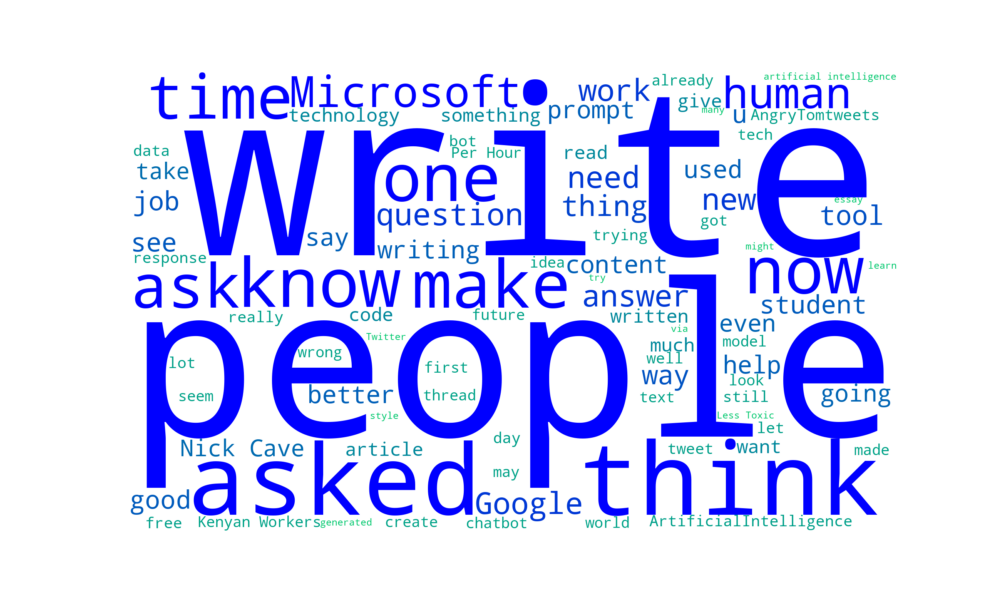 artificial intelligence
time Microsoft work already human
technology something prompt give many u AngryTomtweets
write
bot tech
data Per Hour read
take one need used
job question thing new essay tool
got
see say writing trying
response idea content might now learn
ask know make try answer student
really code future written via even
people
Twitter much model
lot wrong first well way help look
seem better thread text still going
style Less Toxic let
Nick Cave article day tweet want made
asked may think
good Google
free Kenyan Workers generated create chatbot world ArtificialIntelligence